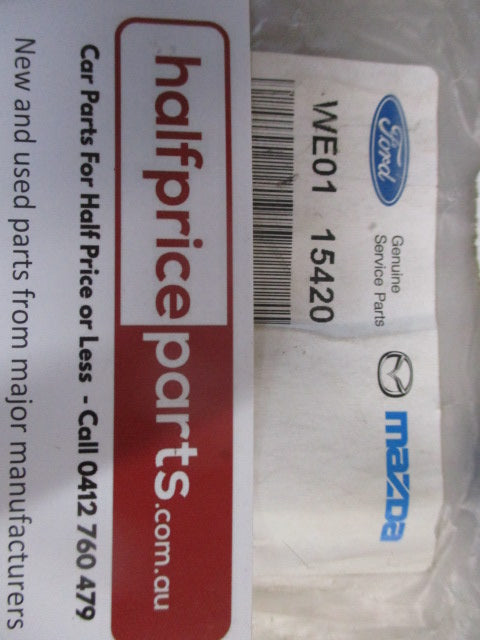 Ford
Genuine
Service Parts
mazda
WE01 15420
halfpriceparts.com.au
Car Parts For Half Price or Less - Call 0412 760 479
New and used parts from major manufacturers